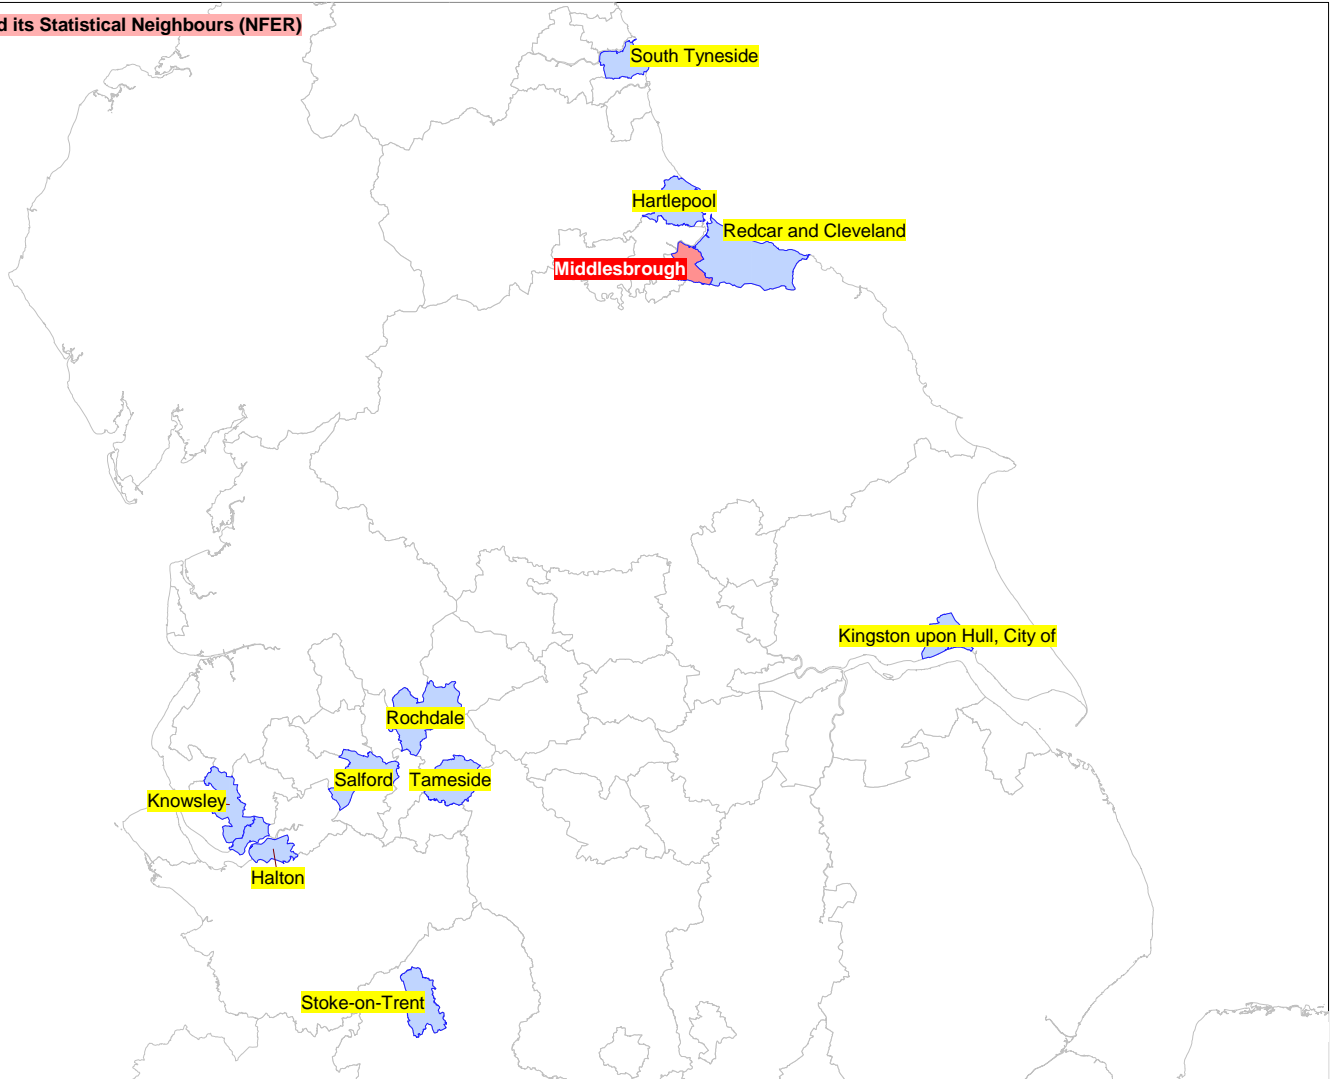 d its Statistical Neighbours (NFER)
South Tyneside
Hartlepool
Redcar and Cleveland
Middlesbrough
Kingston upon Hull, City of
Rochdale
Salford
Tameside
Knowsley
Halton
Stoke-on-Trent